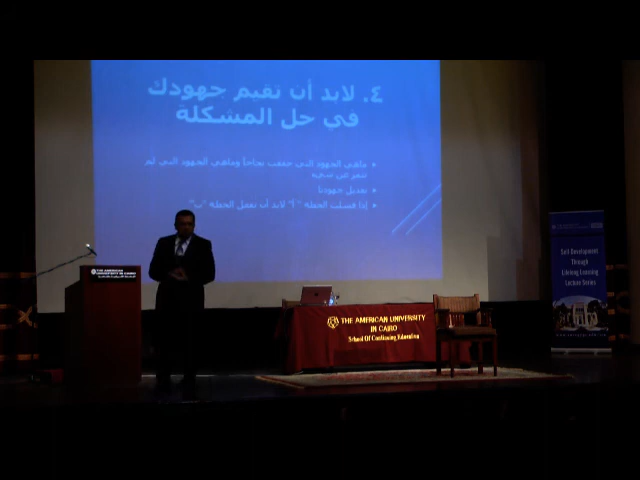 ٤. لابد أن تقيم جهودك
في حل المشكلة
ماهي الجهود التي حققت نجاحاً وماهي الجهود التي لم
تثمر عن شيء
تعديل جهودنا
إذا فشلت الخطة "أ" لابد أن تفعل الخطة "ب"
THE AMERICAN
UNIVERSITY IN CAIRO
THE AMERICAN UNIVERSITY
IN CAIRO
School Of Continuing Education
Self-Development
Through
Lifelong Learning
Lecture Series